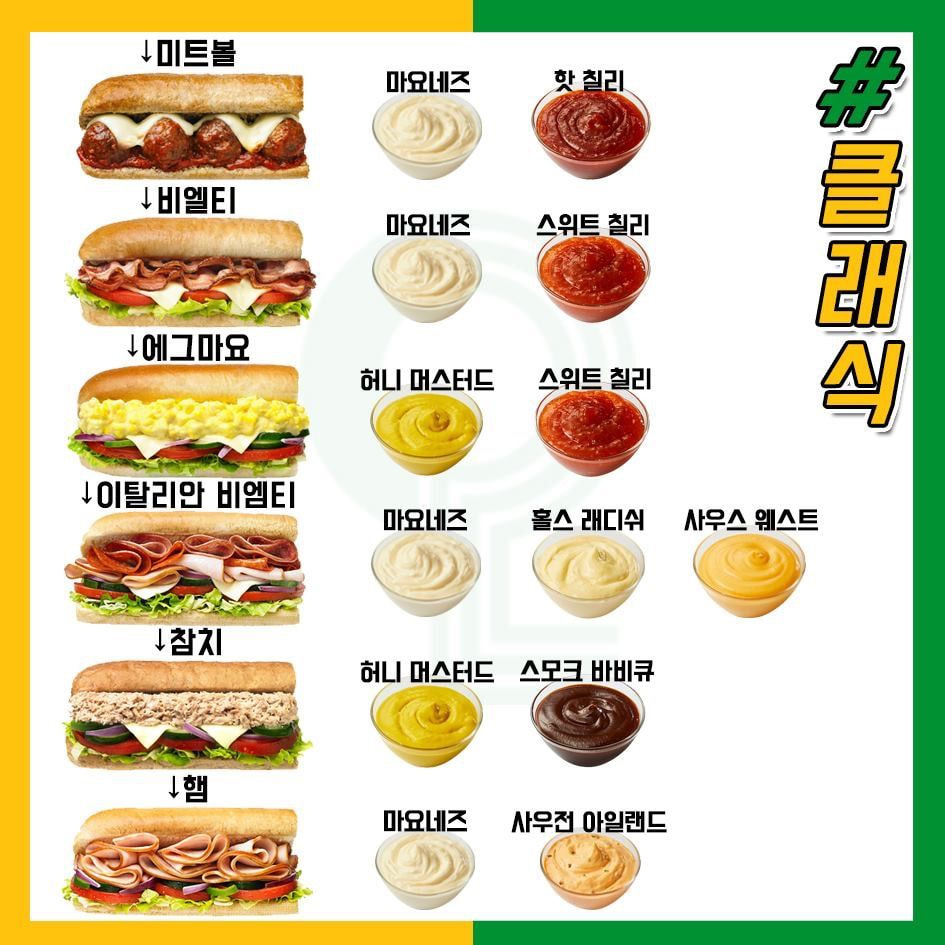 ↓미트볼
마요네즈
핫 칠리
#클래식
↓비엘티
마요네즈
스위트 칠리
↓에그마요
허니 머스터드
스위트 칠리
↓이탈리안 비엠티
마요네즈
홀스 래디쉬
사우스 웨스트
↓참치
허니 머스터드
스모크 바비큐
↓햄
마요네즈
사우전 아일랜드